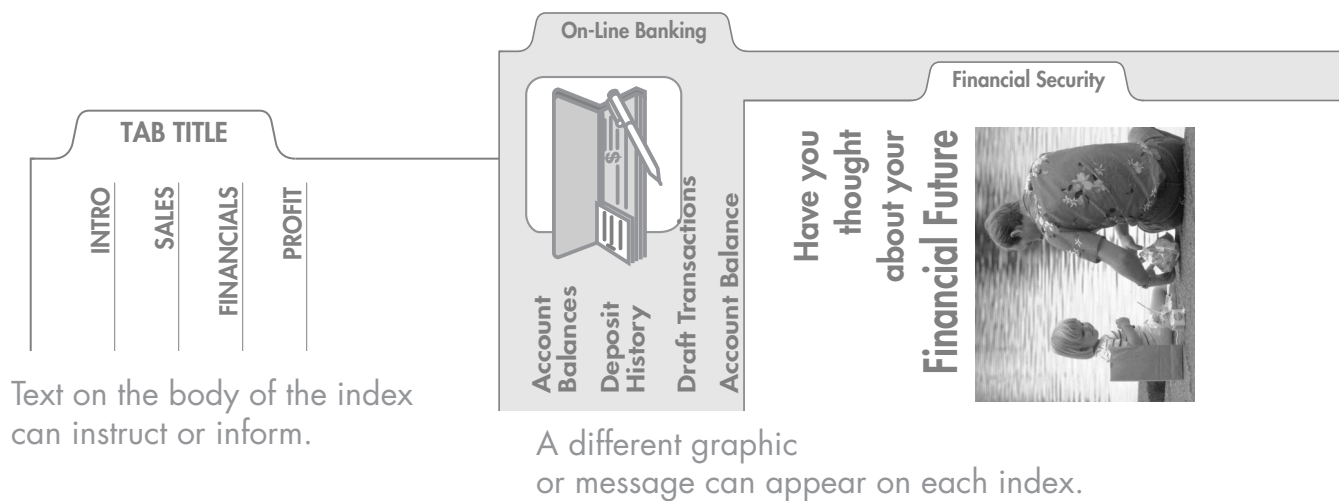 TAB TITLE
INTRO
SALES
FINANCIALS
PROFIT
Text on the body of the index
can instruct or inform.
On-Line Banking
$
Account
Balances
Deposit
History
Draft Transactions
Account Balance
Financial Security
Have you
thought
about your
Financial Future
A different graphic
or message can appear on each index.